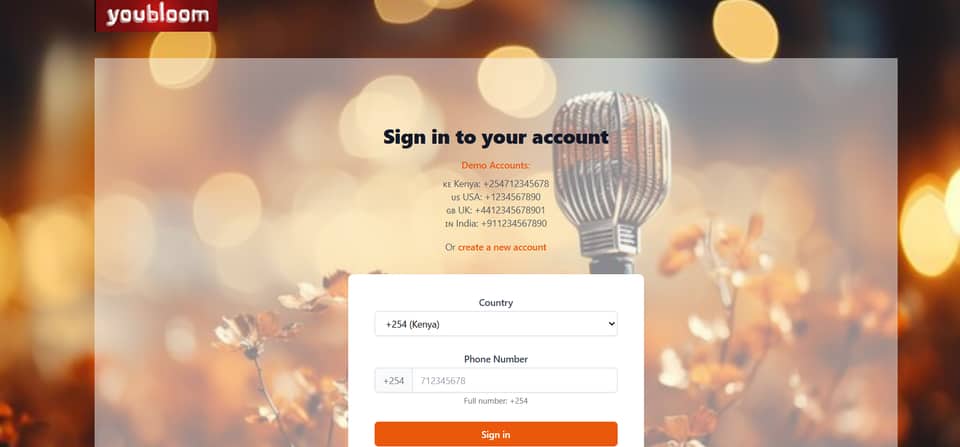 youbloom
Sign in to your account
Demo Accounts:
KE Kenya: +254712345678
US USA: +1234567890
GB UK: +4412345678901
IN India: +911234567890
Or create a new account
Country
+254 (Kenya)
Phone Number
+254 712345678
Full number: +254
Sign in